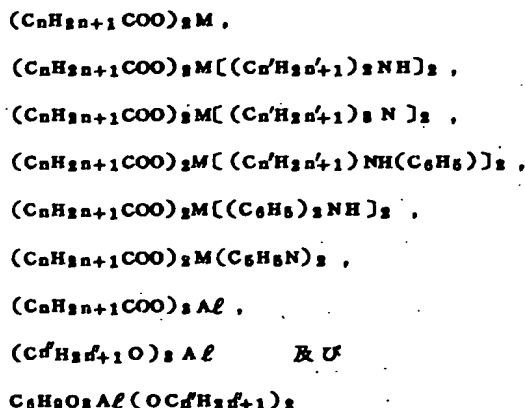 (CnH2n+1COO)2M ,
(CnH2n+1COO)2M[(Cn'H2n'+1)2NH]2 ,
(CnH2n+1COO)2M[(Cn'H2n'+1)3N]2 ,
(CnH2n+1COO)2M[(Cn'H2n'+1)NH(C6H5)]2 ,
(CnH2n+1COO)2M[(C6H5)2NH]2 ,
(CnH2n+1COO)2M(C5H5N)2 ,
(CnH2n+1COO)3Aℓ ,
(Cn''H2n''+1O)3Aℓ 及び
C6H9O3Aℓ(OCn''H2n''+1)2